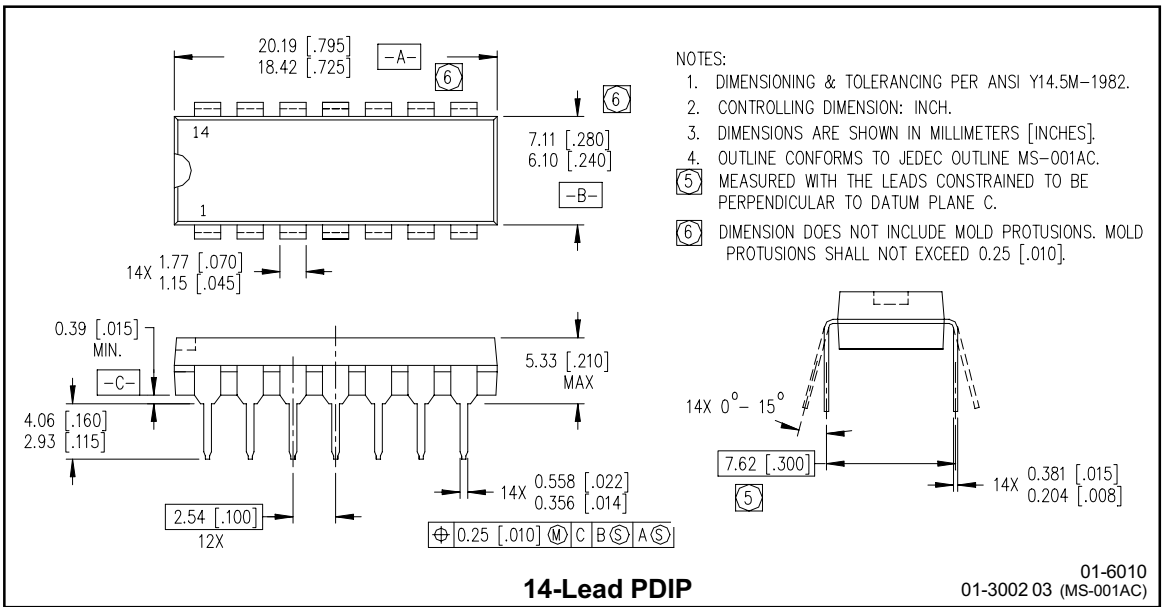 20.19 [.795]
18.42 [.725]
-A-
6
14
1
6
7.11 [.280]
6.10 [.240]
-B-
14X 1.77 [.070]
1.15 [.045]
NOTES:
1. DIMENSIONING & TOLERANCING PER ANSI Y14.5M-1982.
2. CONTROLLING DIMENSION: INCH.
3. DIMENSIONS ARE SHOWN IN MILLIMETERS [INCHES].
4. OUTLINE CONFORMS TO JEDEC OUTLINE MS-001AC.
5 MEASURED WITH THE LEADS CONSTRAINED TO BE
PERPENDICULAR TO DATUM PLANE C.
6 DIMENSION DOES NOT INCLUDE MOLD PROTUSIONS. MOLD
PROTUSIONS SHALL NOT EXCEED 0.25 [.010].
0.39 [.015]
MIN.
-C-
4.06 [.160]
2.93 [.115]
5.33 [.210]
MAX
2.54 [.100]
12X
14X 0.558 [.022]
0.356 [.014]
⌖ 0.25 [.010] Ⓜ C B Ⓢ A Ⓢ
14X 0°- 15°
7.62 [.300]
5
14X 0.381 [.015]
0.204 [.008]
14-Lead PDIP
01-6010
01-3002 03 (MS-001AC)